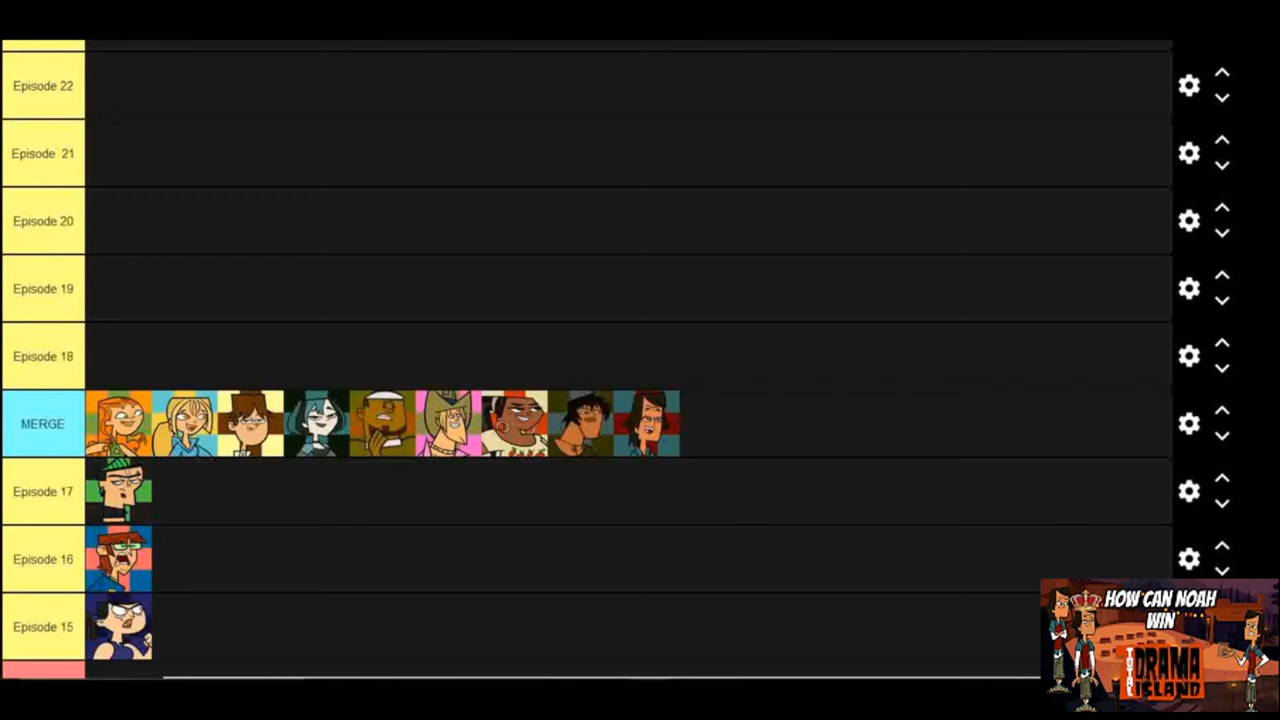 Episode 22
Episode 21
Episode 20
Episode 19
Episode 18
MERGE
Episode 17
Episode 16
Episode 15
HOW CAN NOAH
WIN
TOTAL
DRAMA
ISLAND